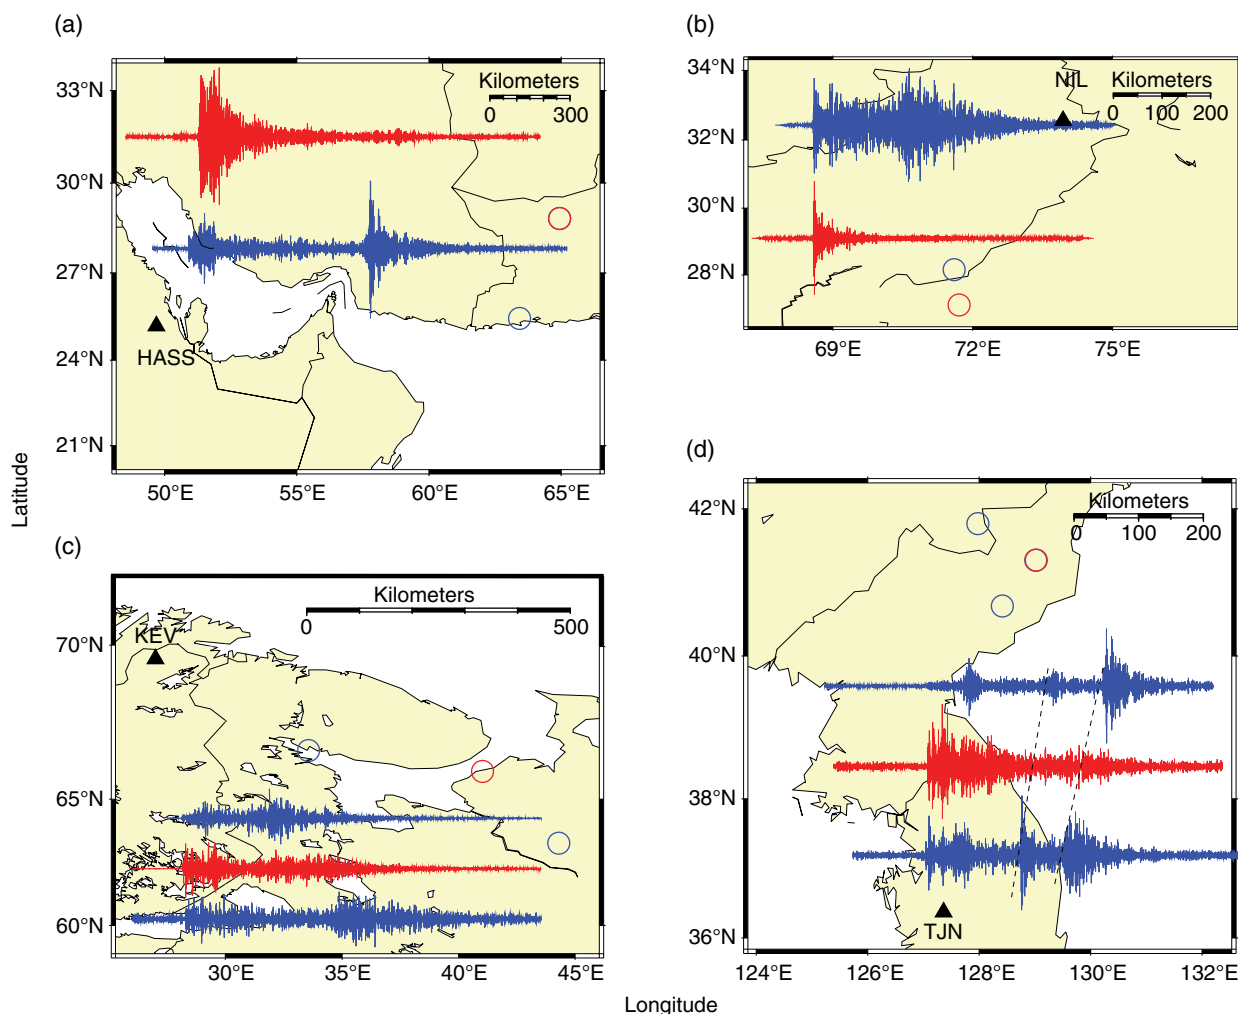 (a)
Kilometers
0 300
33°N
30°N
27°N
24°N
21°N
HASS
50°E 55°E 60°E 65°E
(b)
NIL
Kilometers
0 100 200
34°N
32°N
30°N
28°N
69°E 72°E 75°E
Latitude
(c)
Kilometers
0 500
KEV
70°N
65°N
60°N
30°E 35°E 40°E 45°E
(d)
Kilometers
0 100 200
42°N
40°N
38°N
36°N
TJN
124°E 126°E 128°E 130°E 132°E
Longitude